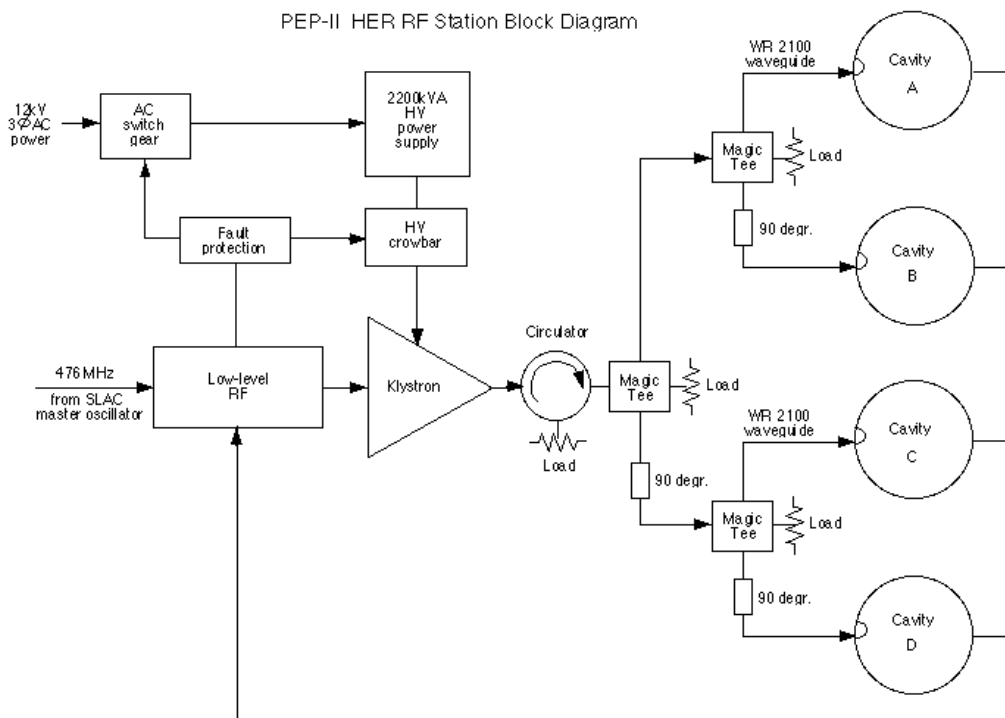 PEP-II HER RF Station Block Diagram
12kV
3φ AC
power
AC
switch
gear
2200kVA
HV
power
supply
Fault
protection
HV
crowbar
476 MHz
from SLAC
master oscillator
Low-level
RF
Klystron
Circulator
Load
Magic
Tee
Load
90 degr.
WR 2100
waveguide
Magic
Tee
Load
90 degr.
Cavity
A
Cavity
B
WR 2100
waveguide
Magic
Tee
Load
90 degr.
Cavity
C
Cavity
D